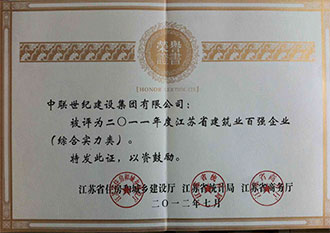 荣誉
证书
[HONOR CERTIFICATE]
中联世纪建设集团有限公司：
被评为二〇一一年度江苏省建筑业百强企业
（综合实力类）。
特发此证，以资鼓励。
江苏省住房和城乡建设厅 江苏省统计局 江苏省商务厅
二〇一二年七月